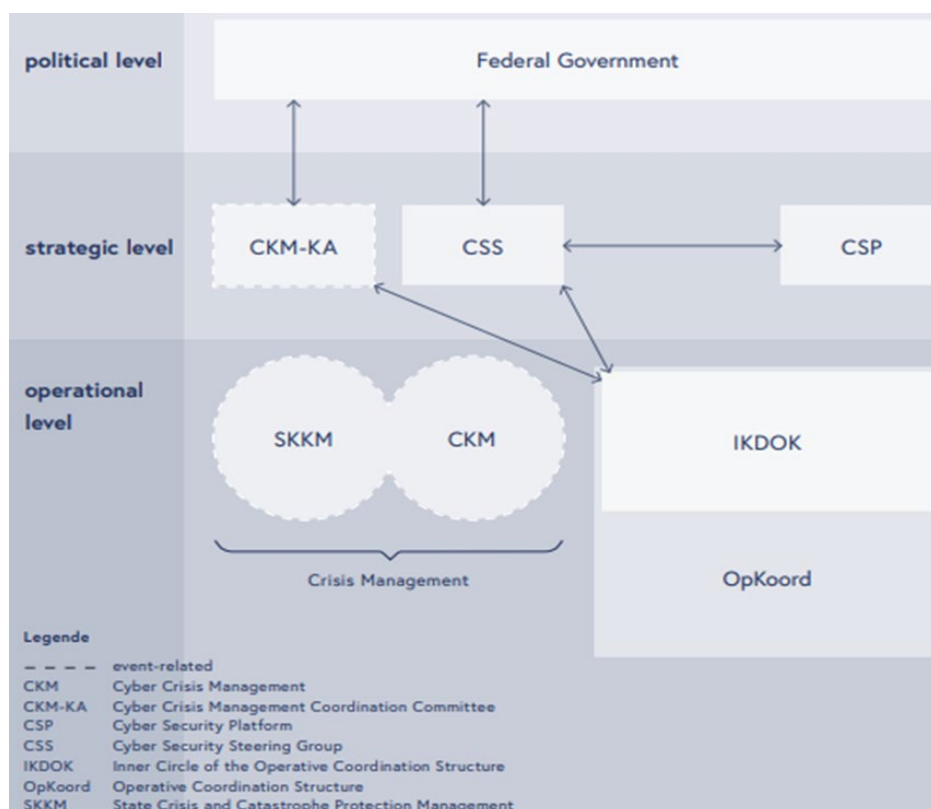 political level
Federal Government
strategic level
CKM-KA
CSS
CSP
operational
level
SKKM
CKM
IKDOK
Crisis Management
OpKoord
Legende
event-related
CKM Cyber Crisis Management
CKM-KA Cyber Crisis Management Coordination Committee
CSP Cyber Security Platform
CSS Cyber Security Steering Group
IKDOK Inner Circle of the Operative Coordination Structure
OpKoord Operative Coordination Structure
SKKM State Crisis and Catastrophe Protection Management